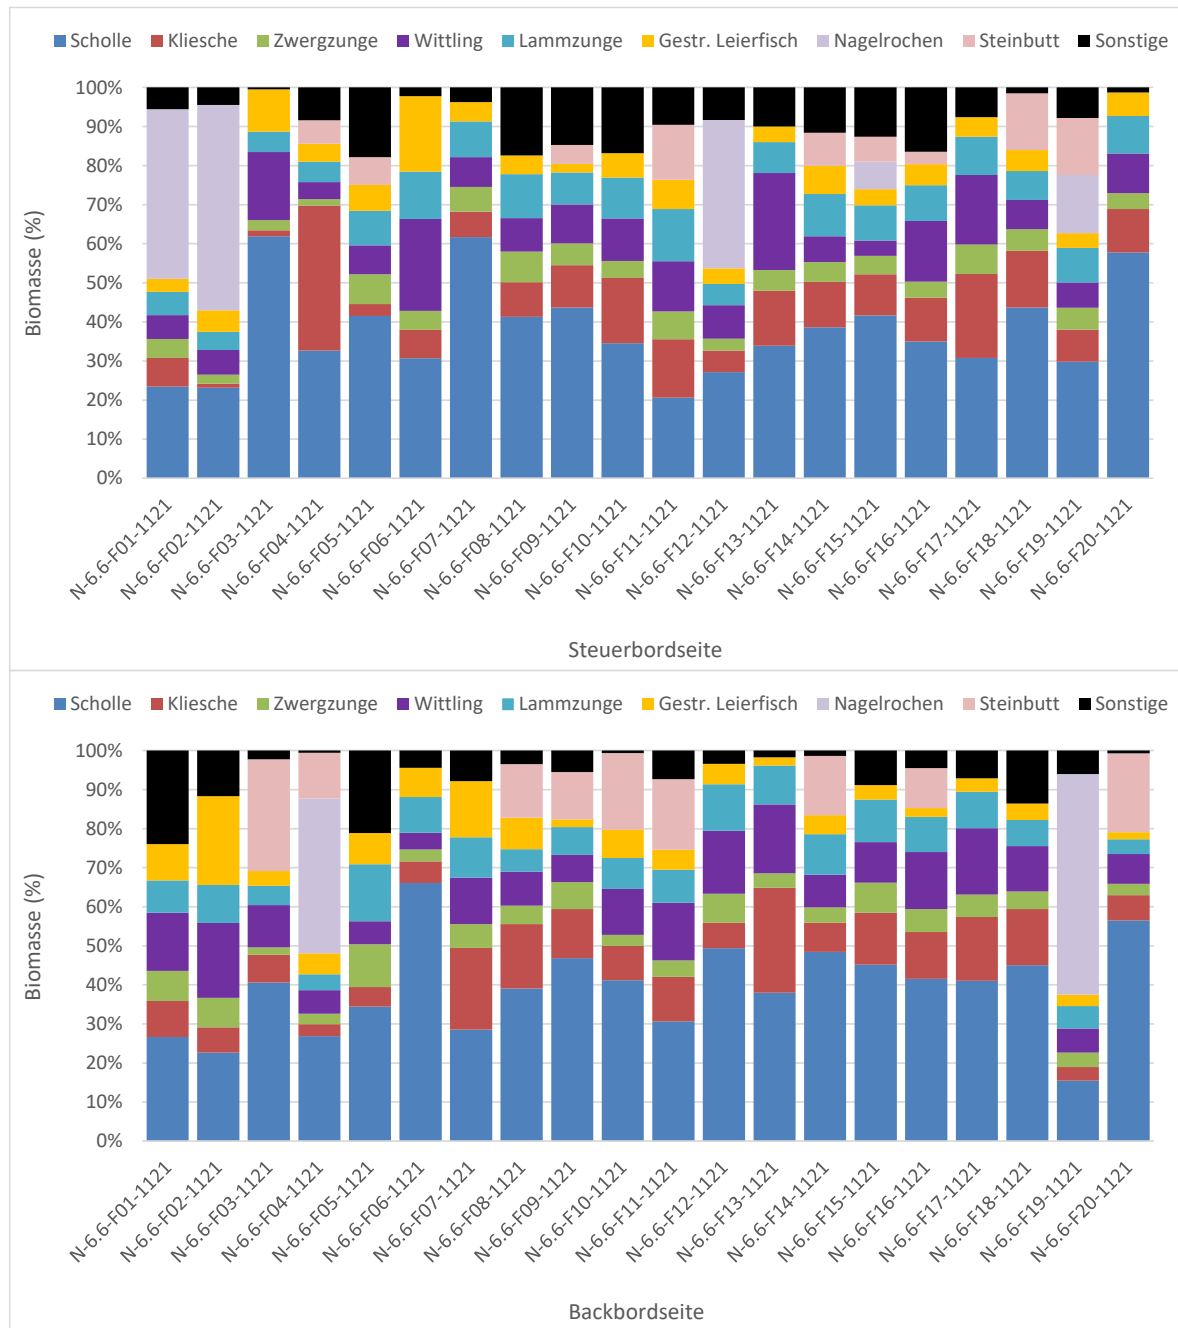 Scholle Kliesche Zwergzunge Wittling Lammzunge Gestr. Leierfisch Nagelrochen Steinbutt Sonstige
100%
90%
80%
70%
60%
50%
40%
30%
20%
10%
0%
Biomasse (%)
N-6.6-F01-1121
N-6.6-F02-1121
N-6.6-F03-1121
N-6.6-F04-1121
N-6.6-F05-1121
N-6.6-F06-1121
N-6.6-F07-1121
N-6.6-F08-1121
N-6.6-F09-1121
N-6.6-F10-1121
N-6.6-F11-1121
N-6.6-F12-1121
N-6.6-F13-1121
N-6.6-F14-1121
N-6.6-F15-1121
N-6.6-F16-1121
N-6.6-F17-1121
N-6.6-F18-1121
N-6.6-F19-1121
N-6.6-F20-1121
Steuerbordseite
Scholle Kliesche Zwergzunge Wittling Lammzunge Gestr. Leierfisch Nagelrochen Steinbutt Sonstige
100%
90%
80%
70%
60%
50%
40%
30%
20%
10%
0%
Biomasse (%)
N-6.6-F01-1121
N-6.6-F02-1121
N-6.6-F03-1121
N-6.6-F04-1121
N-6.6-F05-1121
N-6.6-F06-1121
N-6.6-F07-1121
N-6.6-F08-1121
N-6.6-F09-1121
N-6.6-F10-1121
N-6.6-F11-1121
N-6.6-F12-1121
N-6.6-F13-1121
N-6.6-F14-1121
N-6.6-F15-1121
N-6.6-F16-1121
N-6.6-F17-1121
N-6.6-F18-1121
N-6.6-F19-1121
N-6.6-F20-1121
Backbordseite